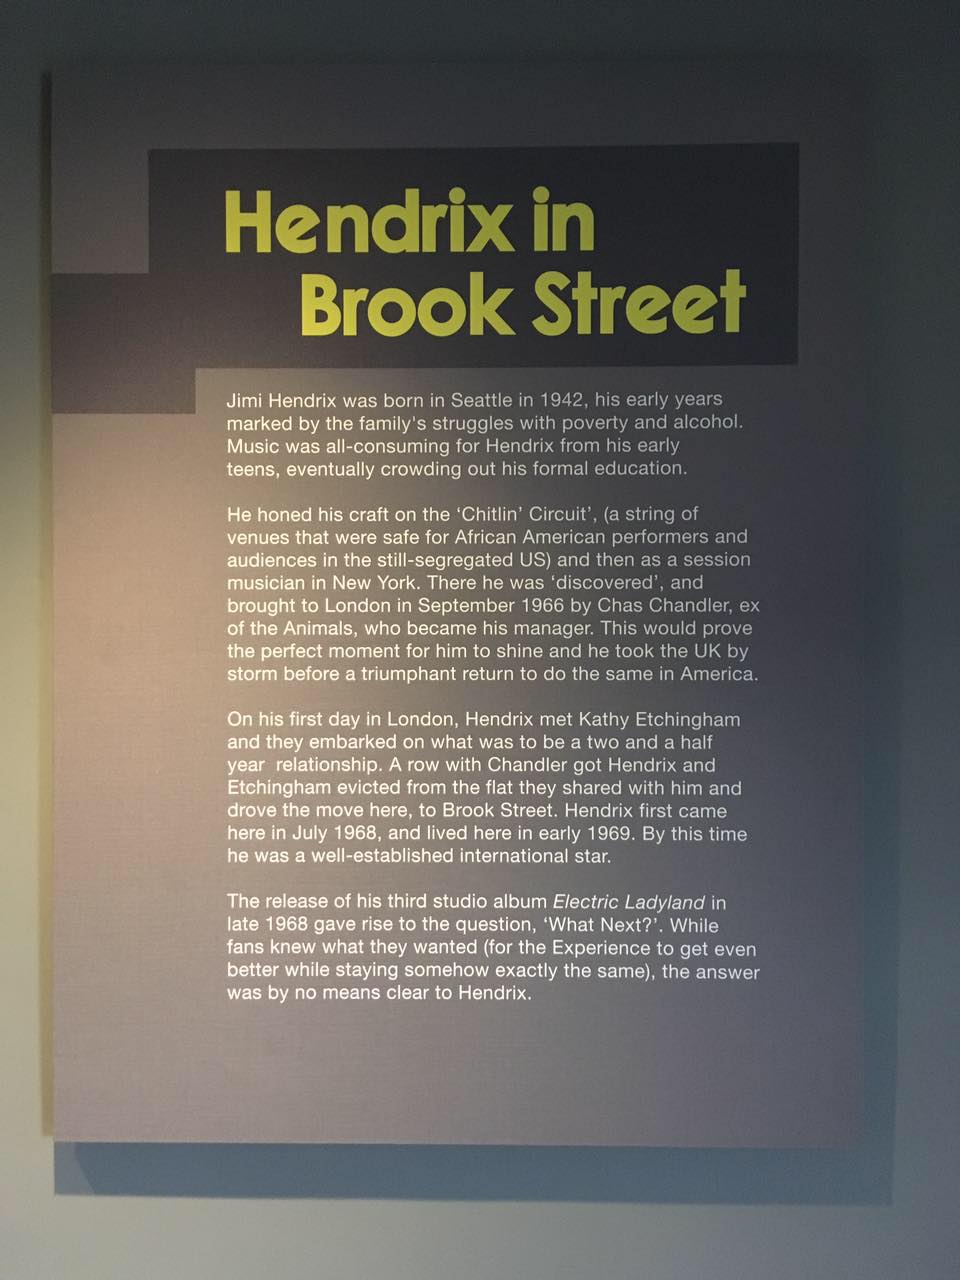 Hendrix in
Brook Street
Jimi Hendrix was born in Seattle in 1942, his early years
marked by the family's struggles with poverty and alcohol.
Music was all-consuming for Hendrix from his early
teens, eventually crowding out his formal education.
He honed his craft on the ‘Chitlin’ Circuit’, (a string of
venues that were safe for African American performers and
audiences in the still-segregated US) and then as a session
musician in New York. There he was ‘discovered’, and
brought to London in September 1966 by Chas Chandler, ex
of the Animals, who became his manager. This would prove
the perfect moment for him to shine and he took the UK by
storm before a triumphant return to do the same in America.
On his first day in London, Hendrix met Kathy Etchingham
and they embarked on what was to be a two and a half
year  relationship. A row with Chandler got Hendrix and
Etchingham evicted from the flat they shared with him and
drove the move here, to Brook Street. Hendrix first came
here in July 1968, and lived here in early 1969. By this time
he was a well-established international star.
The release of his third studio album Electric Ladyland in
late 1968 gave rise to the question, ‘What Next?’. While
fans knew what they wanted (for the Experience to get even
better while staying somehow exactly the same), the answer
was by no means clear to Hendrix.